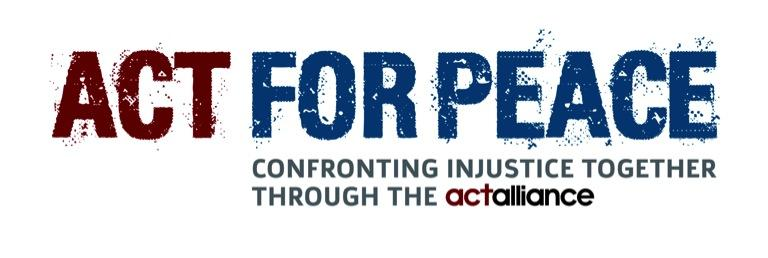 ACT FOR PEACE
CONFRONTING INJUSTICE TOGETHER
THROUGH THE actalliance